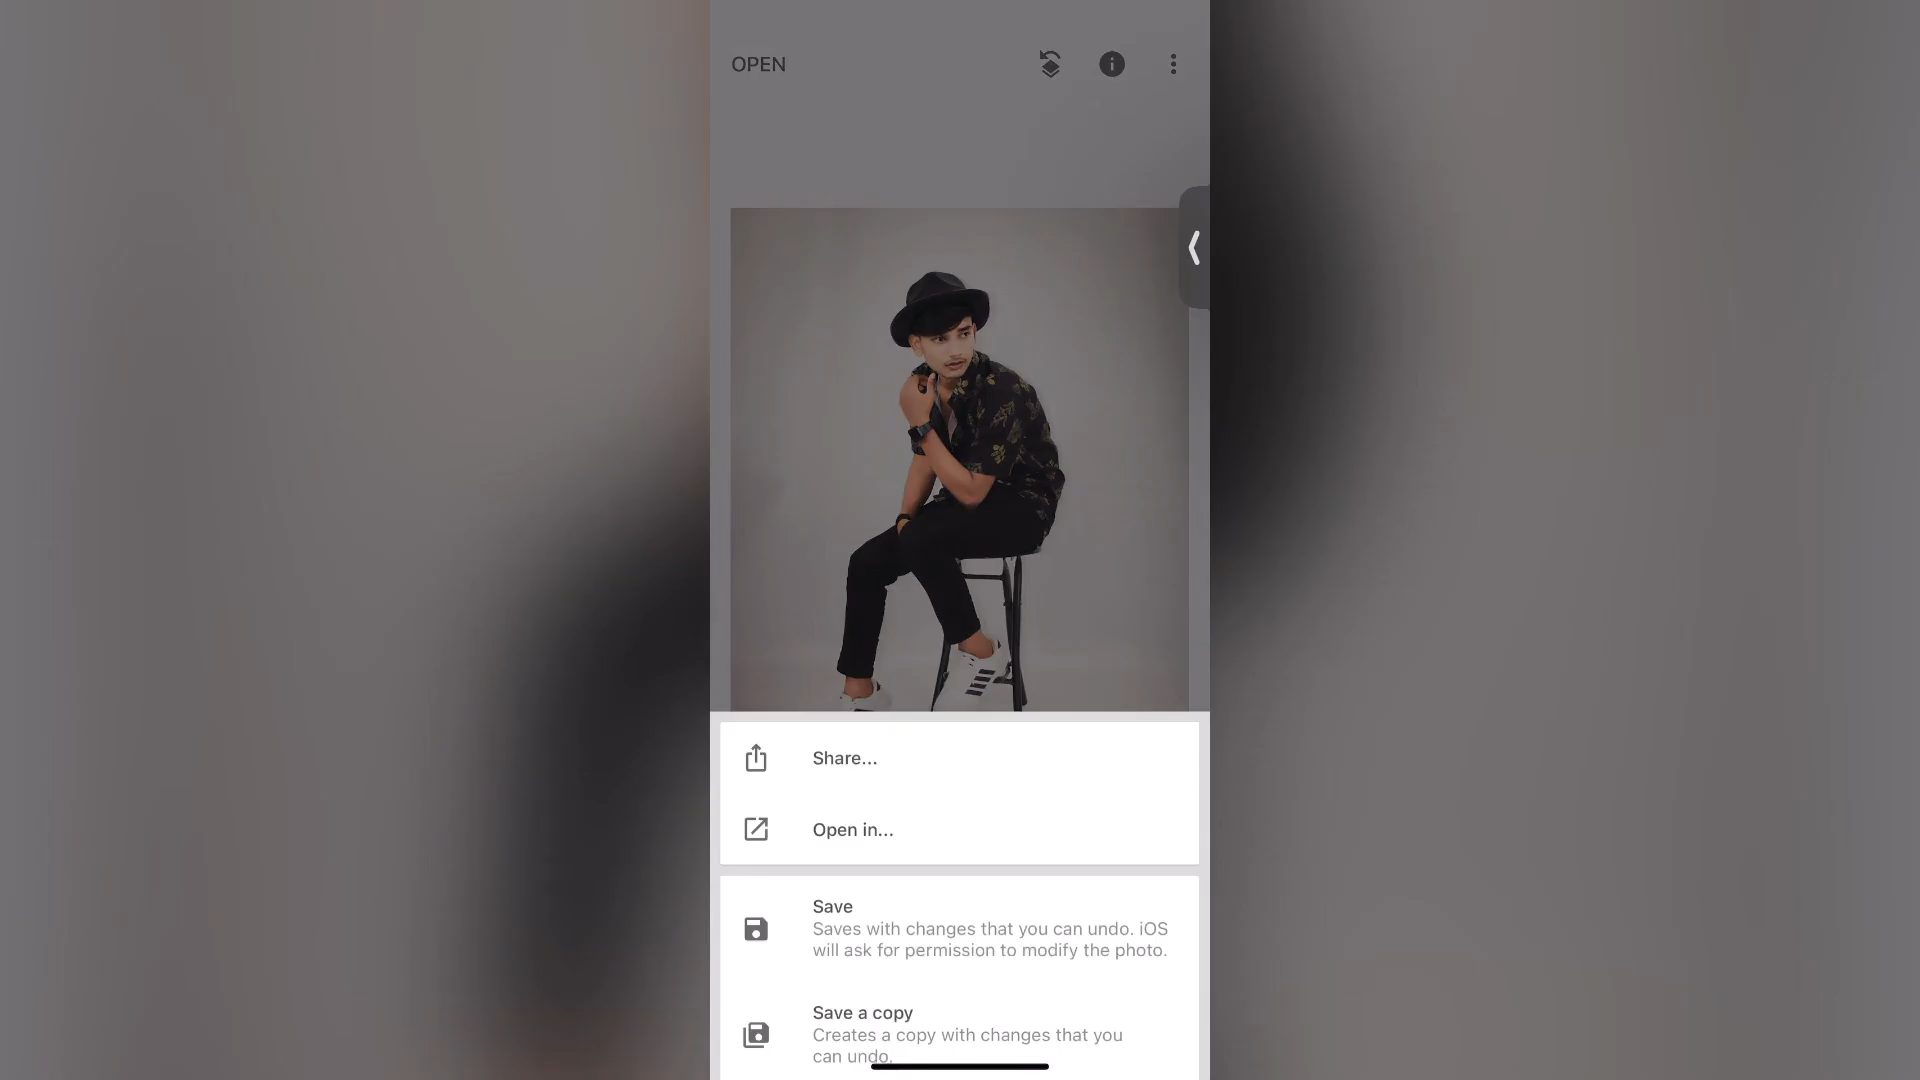 OPEN
Share...
Open in...
Save
Saves with changes that you can undo. iOS
will ask for permission to modify the photo.
Save a copy
Creates a copy with changes that you
can undo.